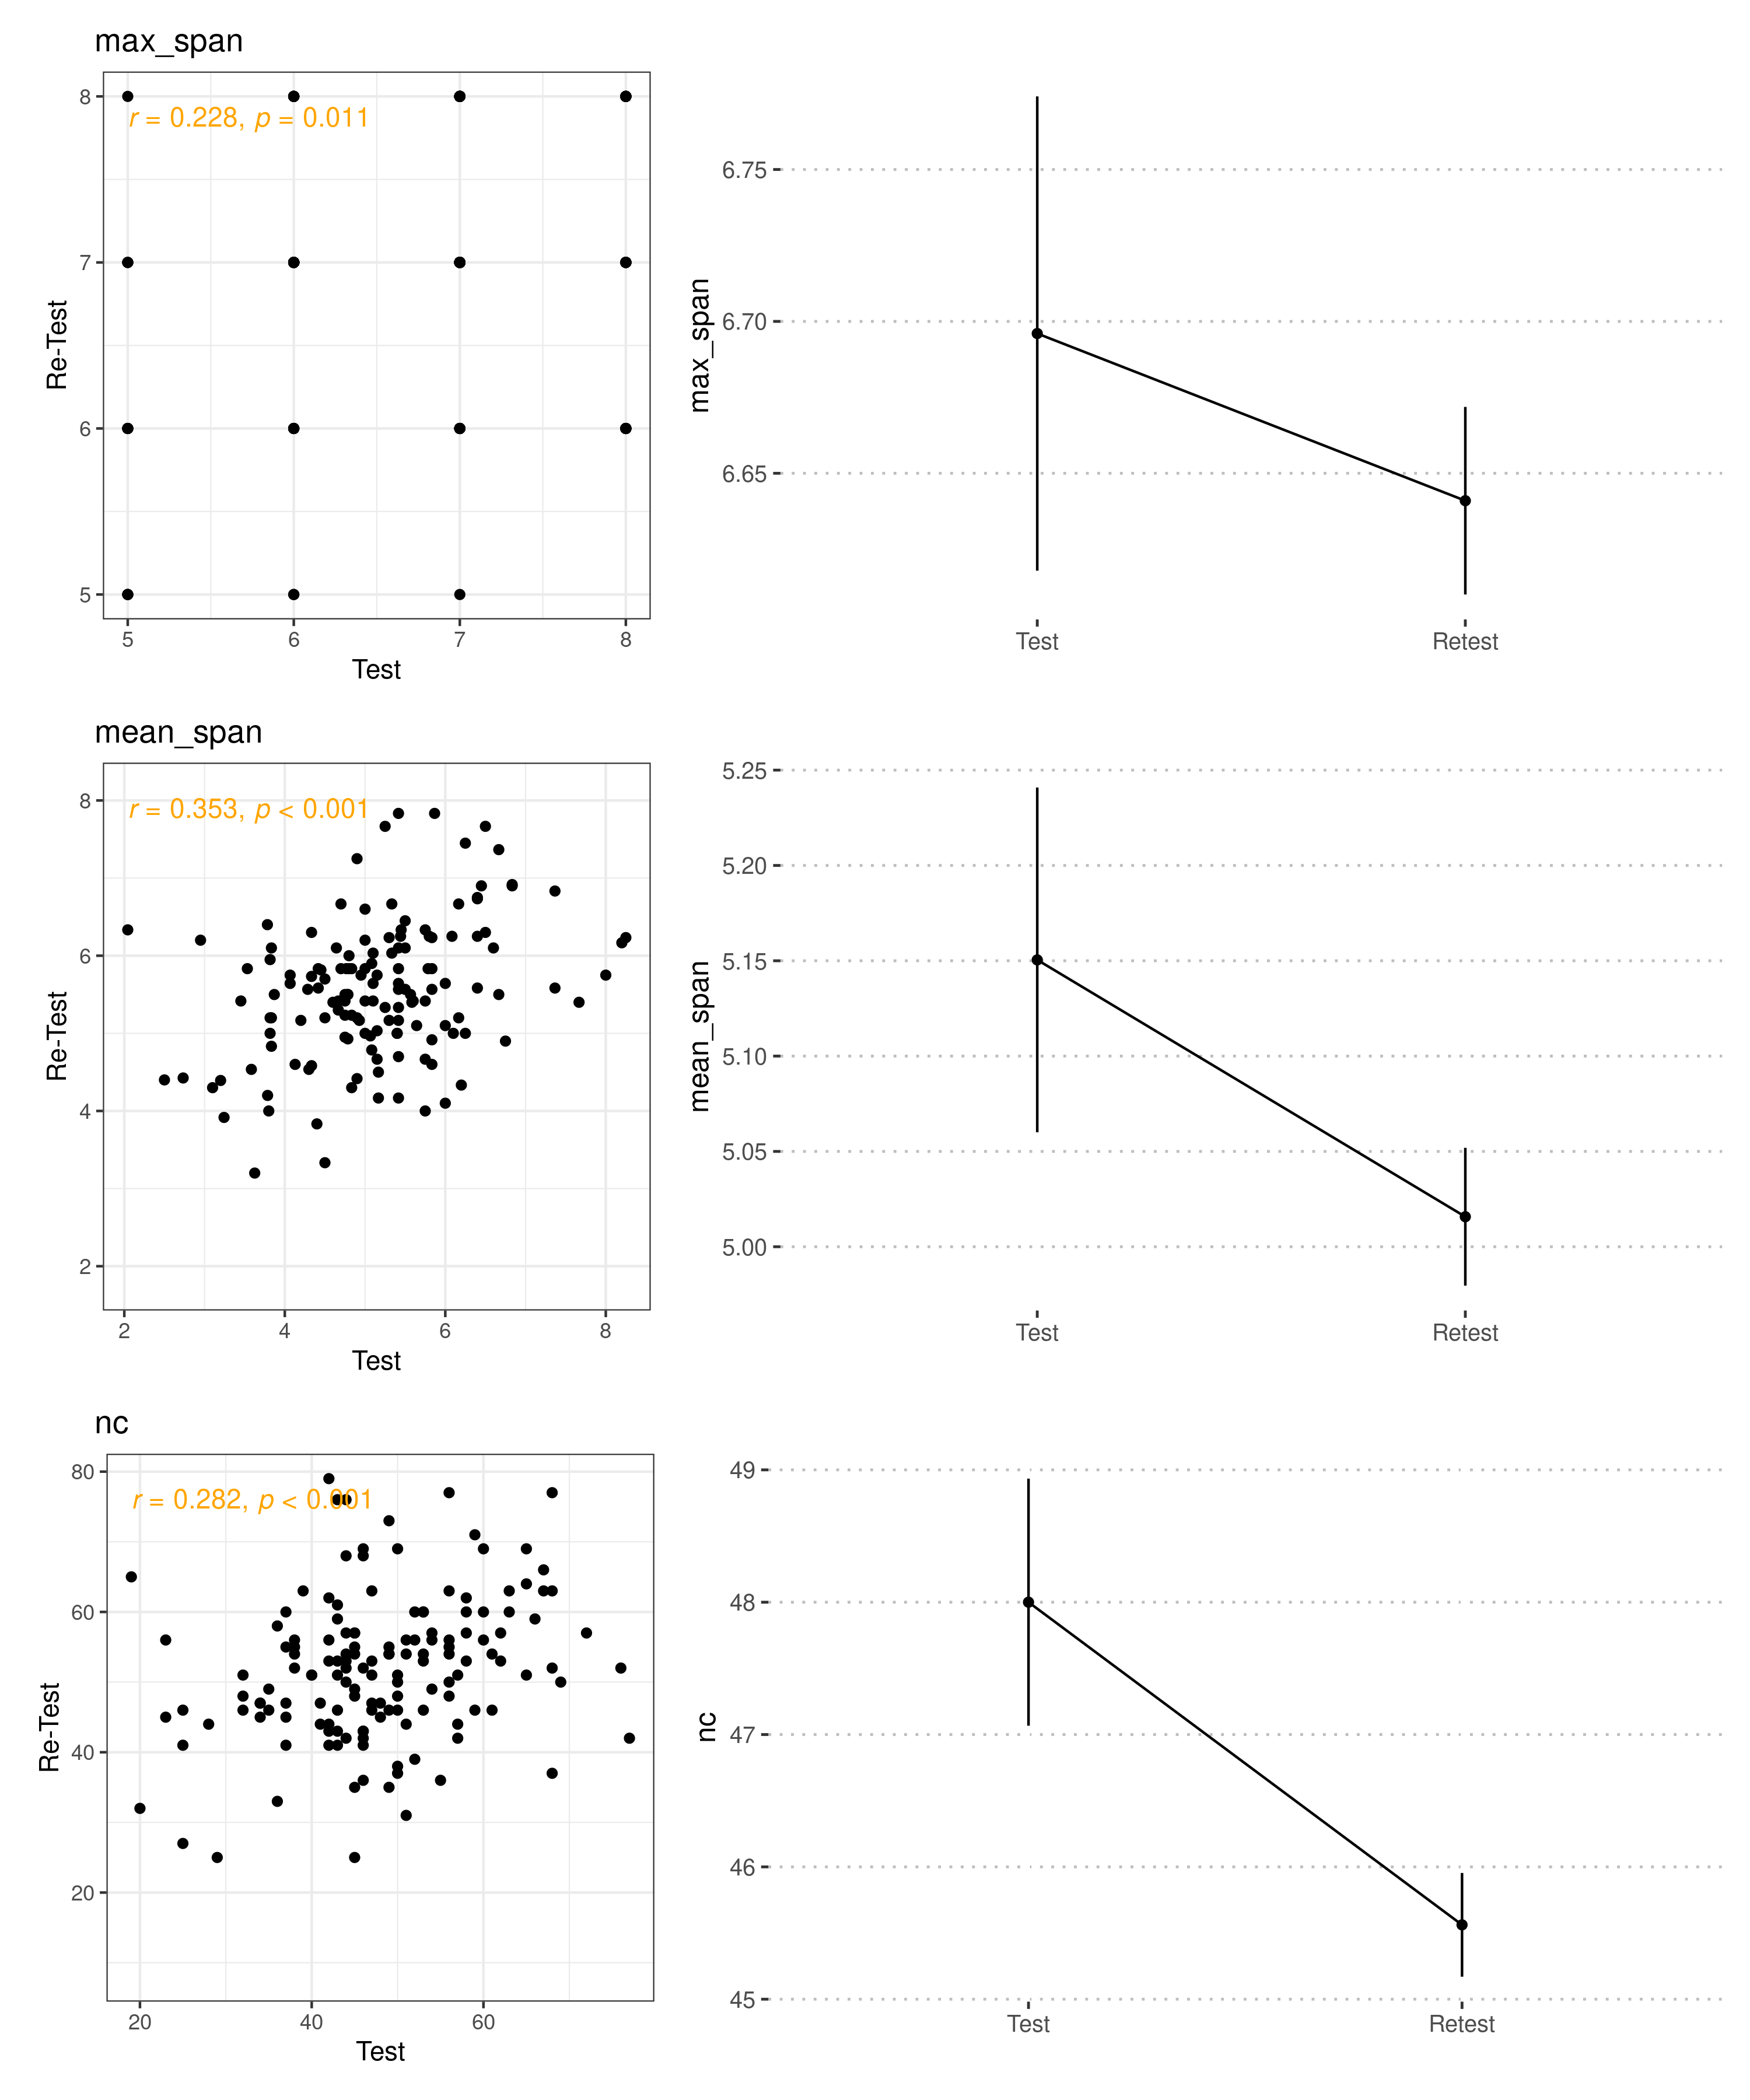 max_span
8
r = 0.228, p = 0.011
7
6
5
Re-Test
5 6 7 8
Test
6.75
6.70
6.65
max_span
Test Retest
mean_span
8
r = 0.353, p < 0.001
6
4
2
Re-Test
2 4 6 8
Test
5.25
5.20
5.15
5.10
5.05
5.00
mean_span
Test Retest
nc
80
r = 0.282, p < 0.001
60
40
20
Re-Test
20 40 60
Test
49
48
47
46
45
nc
Test Retest